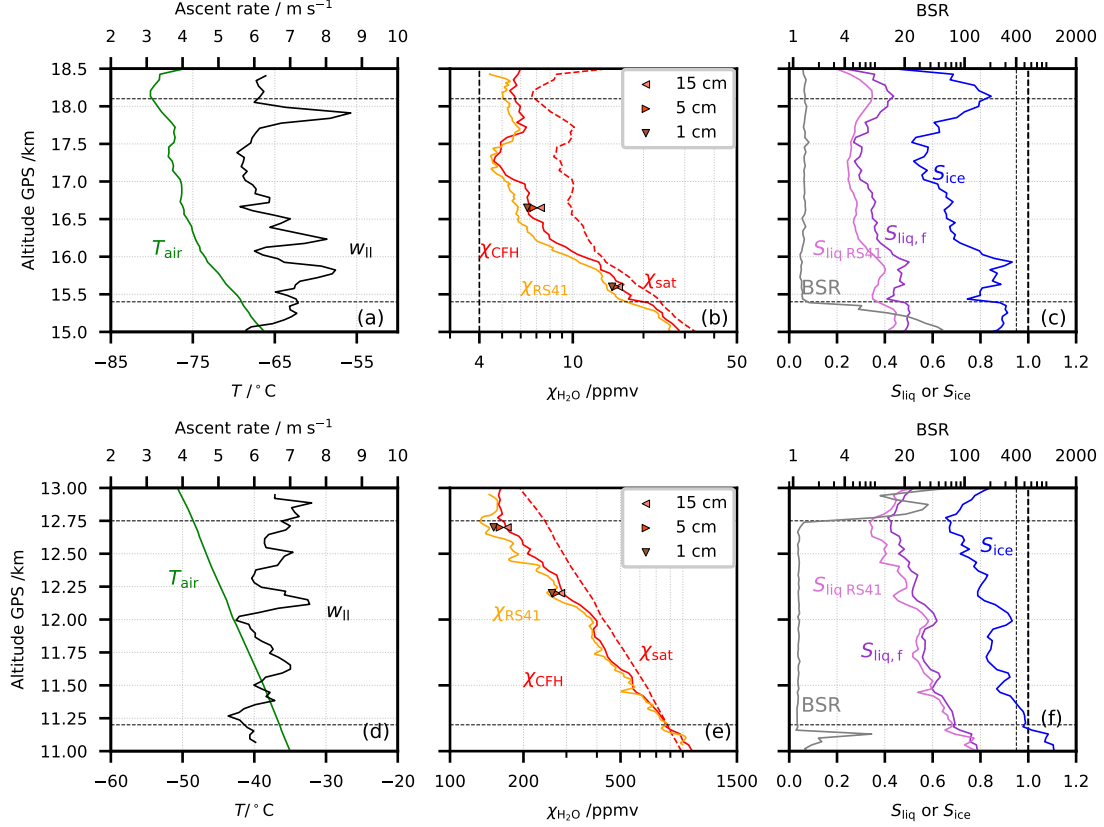 Ascent rate / m s⁻¹
2 3 4 5 6 7 8 9 10
BSR
1 4 20 100 400 2000
Altitude GPS /km
18.5
18.0
17.5
17.0
16.5
16.0
15.5
15.0
T_air
w_ll
(a)
−85 −75 −65 −55
T /°C
15 cm
5 cm
1 cm
χ_CFH
χ_RS41
χ_sat
(b)
4 10 50
χ_H₂O /ppmv
S_ice
S_liq,f
S_liq RS41
BSR
(c)
0.0 0.2 0.4 0.6 0.8 1.0 1.2
S_liq or S_ice
Ascent rate / m s⁻¹
2 3 4 5 6 7 8 9 10
BSR
1 4 20 100 400 2000
Altitude GPS /km
13.00
12.75
12.50
12.25
12.00
11.75
11.50
11.25
11.00
T_air
w_ll
(d)
−60 −50 −40 −30 −20
T/°C
15 cm
5 cm
1 cm
χ_RS41
χ_sat
χ_CFH
(e)
100 200 500 1500
χ_H₂O /ppmv
S_ice
S_liq RS41
S_liq,f
BSR
(f)
0.0 0.2 0.4 0.6 0.8 1.0 1.2
S_liq or S_ice